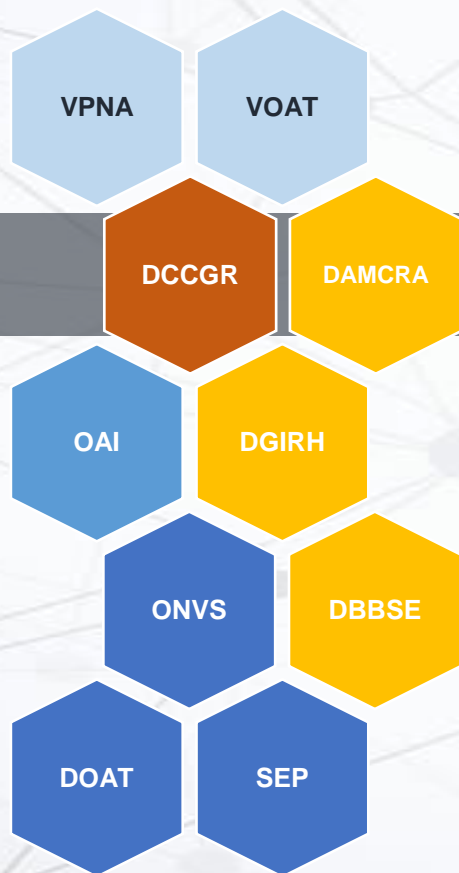 VPNA VOAT
DCCGR DAMCRA
OAI DGIRH
ONVS DBBSE
DOAT SEP